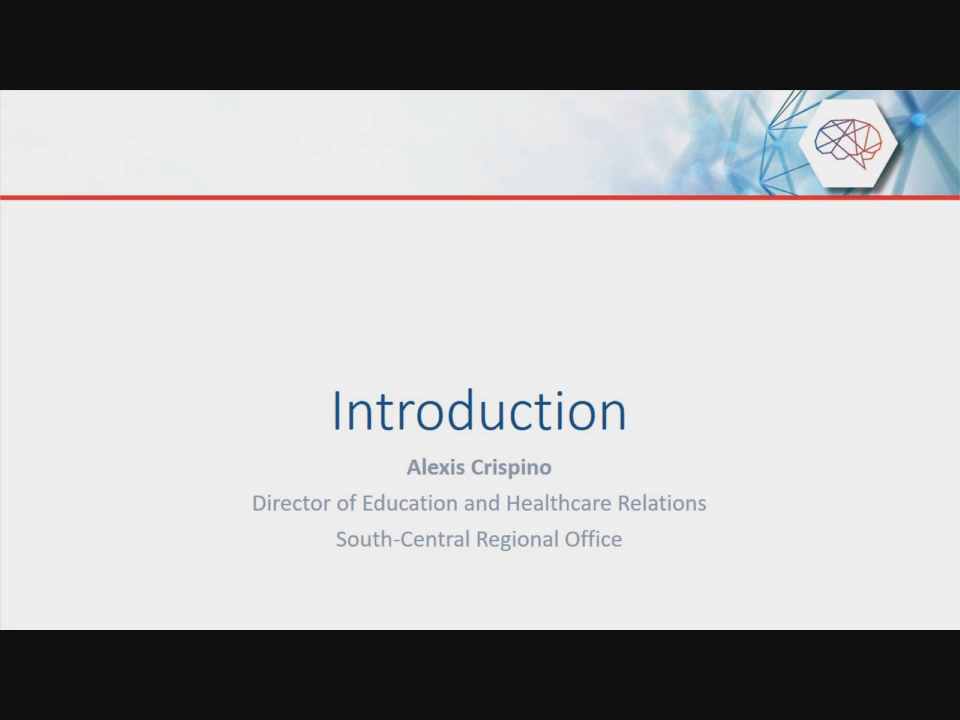 Introduction
Alexis Crispino
Director of Education and Healthcare Relations
South-Central Regional Office